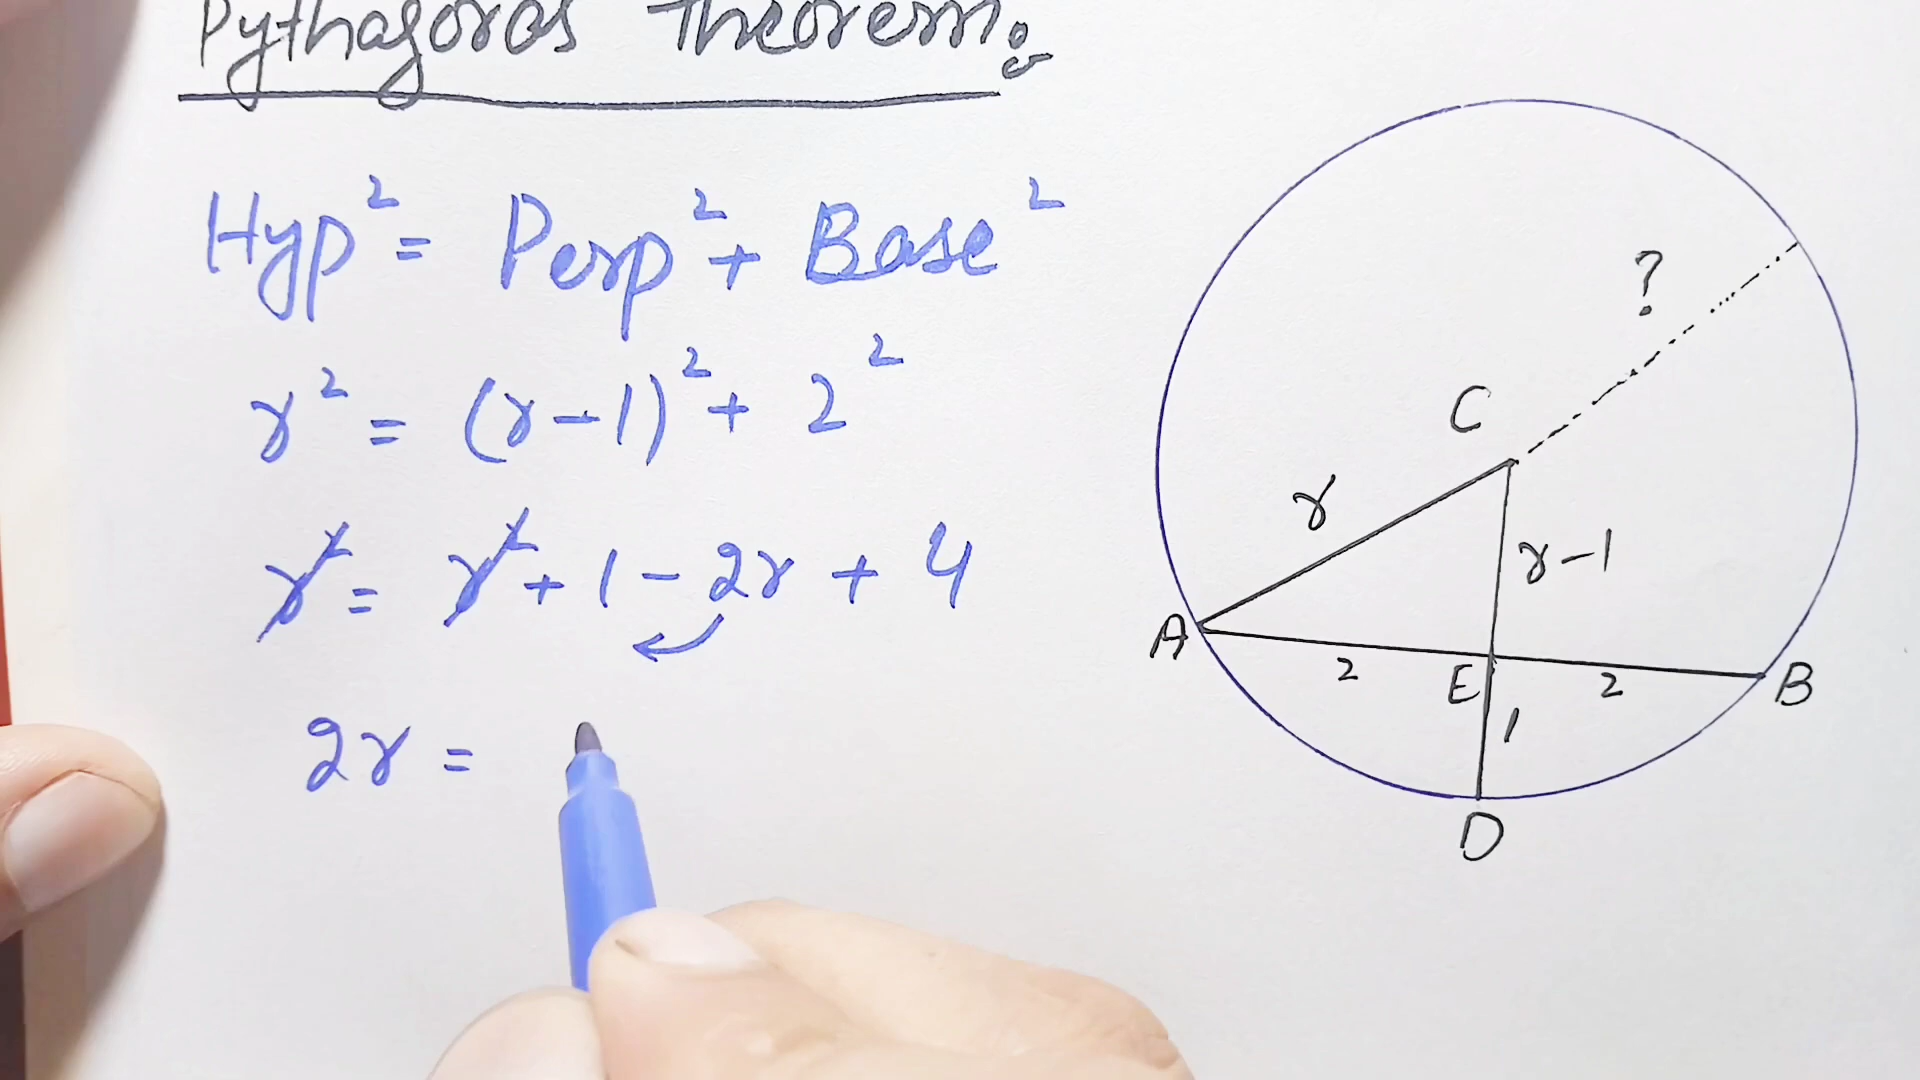 Pythagoras Theorem:
Hyp² = Perp² + Base²
r² = (r-1)² + 2²
r² = r² + 1 - 2r + 4
2r =
?
C
r
r-1
A
2
E
2
B
1
D